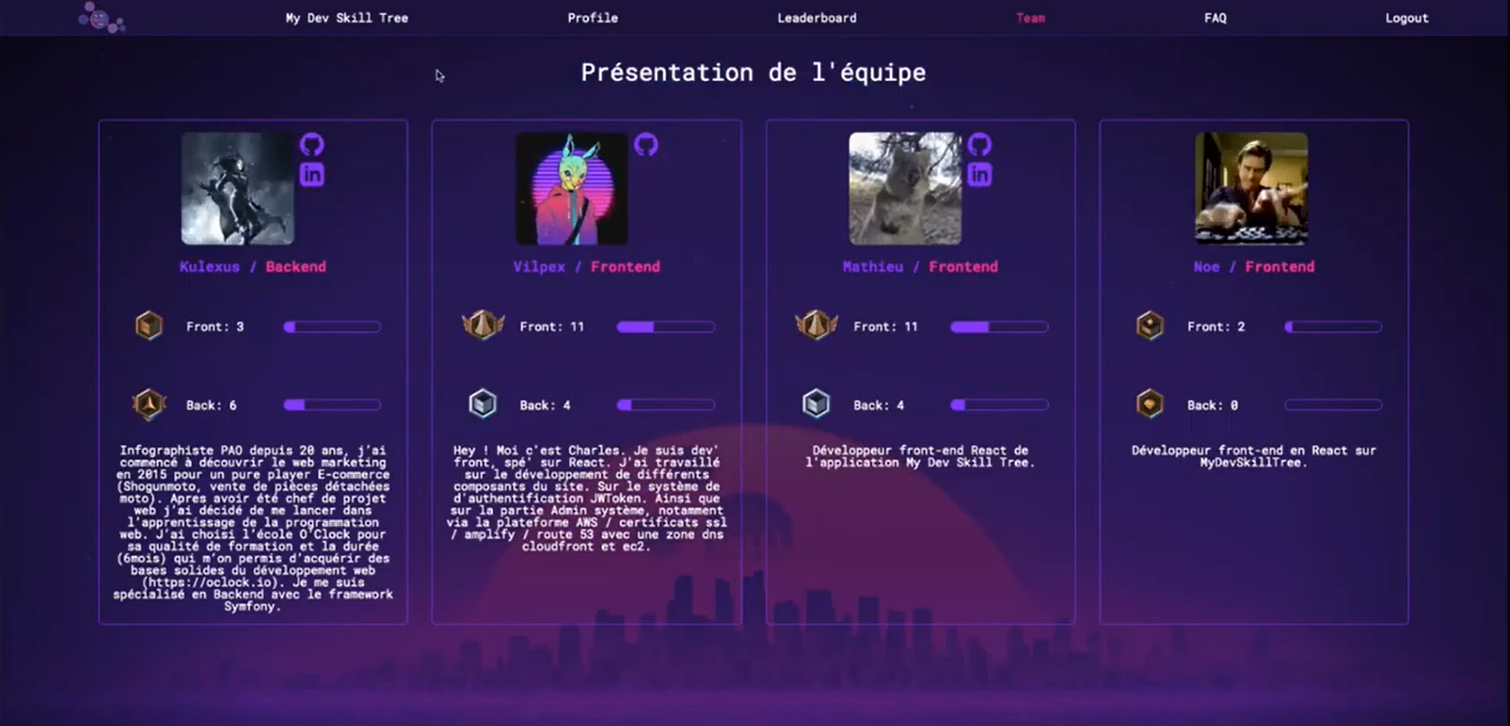 My Dev Skill Tree
Profile
Leaderboard
Team
FAQ
Logout
Présentation de l'équipe
in
Kulexus / Backend
Front: 3
Back: 6
Infographiste PAO depuis 20 ans, j'ai
commencé à découvrir le web marketing
en 2015 pour un pure player E-commerce
(Shogunmoto, vente de pièces détachées
moto). Apres avoir été chef de projet
web j'ai décidé de me lancer dans
l'apprentissage de la programmation
web. J'ai choisi l'école O'Clock pour
sa qualité de formation et la durée
(6mois) qui m'on permis d'acquérir des
bases solides du développement web
(https://oclock.io). Je me suis
spécialisé en Backend avec le framework
Symfony.
Vilpex / Frontend
Front: 11
Back: 4
Hey ! Moi c'est Charles. Je suis dev'
front, spé' sur React. J'ai travaillé
sur le développement de différents
composants du site. Sur le système de
d'authentification JWToken. Ainsi que
sur la partie Admin système, notamment
via la plateforme AWS / certificats ssl
/ amplify / route 53 avec une zone dns
cloudfront et ec2.
in
Mathieu / Frontend
Front: 11
Back: 4
Développeur front-end React de
l'application My Dev Skill Tree.
Noe / Frontend
Front: 2
Back: 0
Développeur front-end en React sur
MyDevSkillTree.